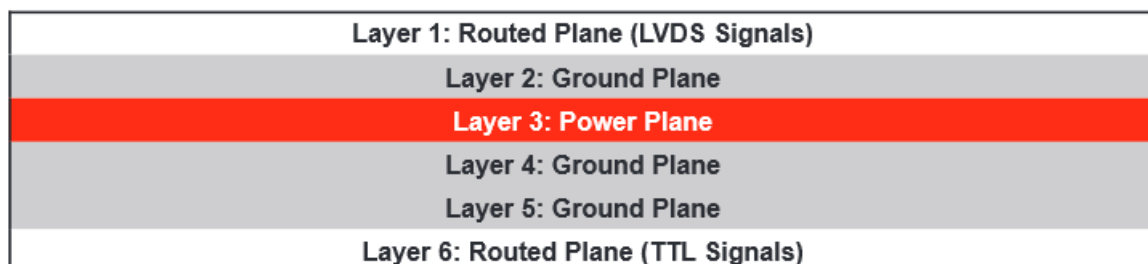 Layer 1: Routed Plane (LVDS Signals)
Layer 2: Ground Plane
Layer 3: Power Plane
Layer 4: Ground Plane
Layer 5: Ground Plane
Layer 6: Routed Plane (TTL Signals)